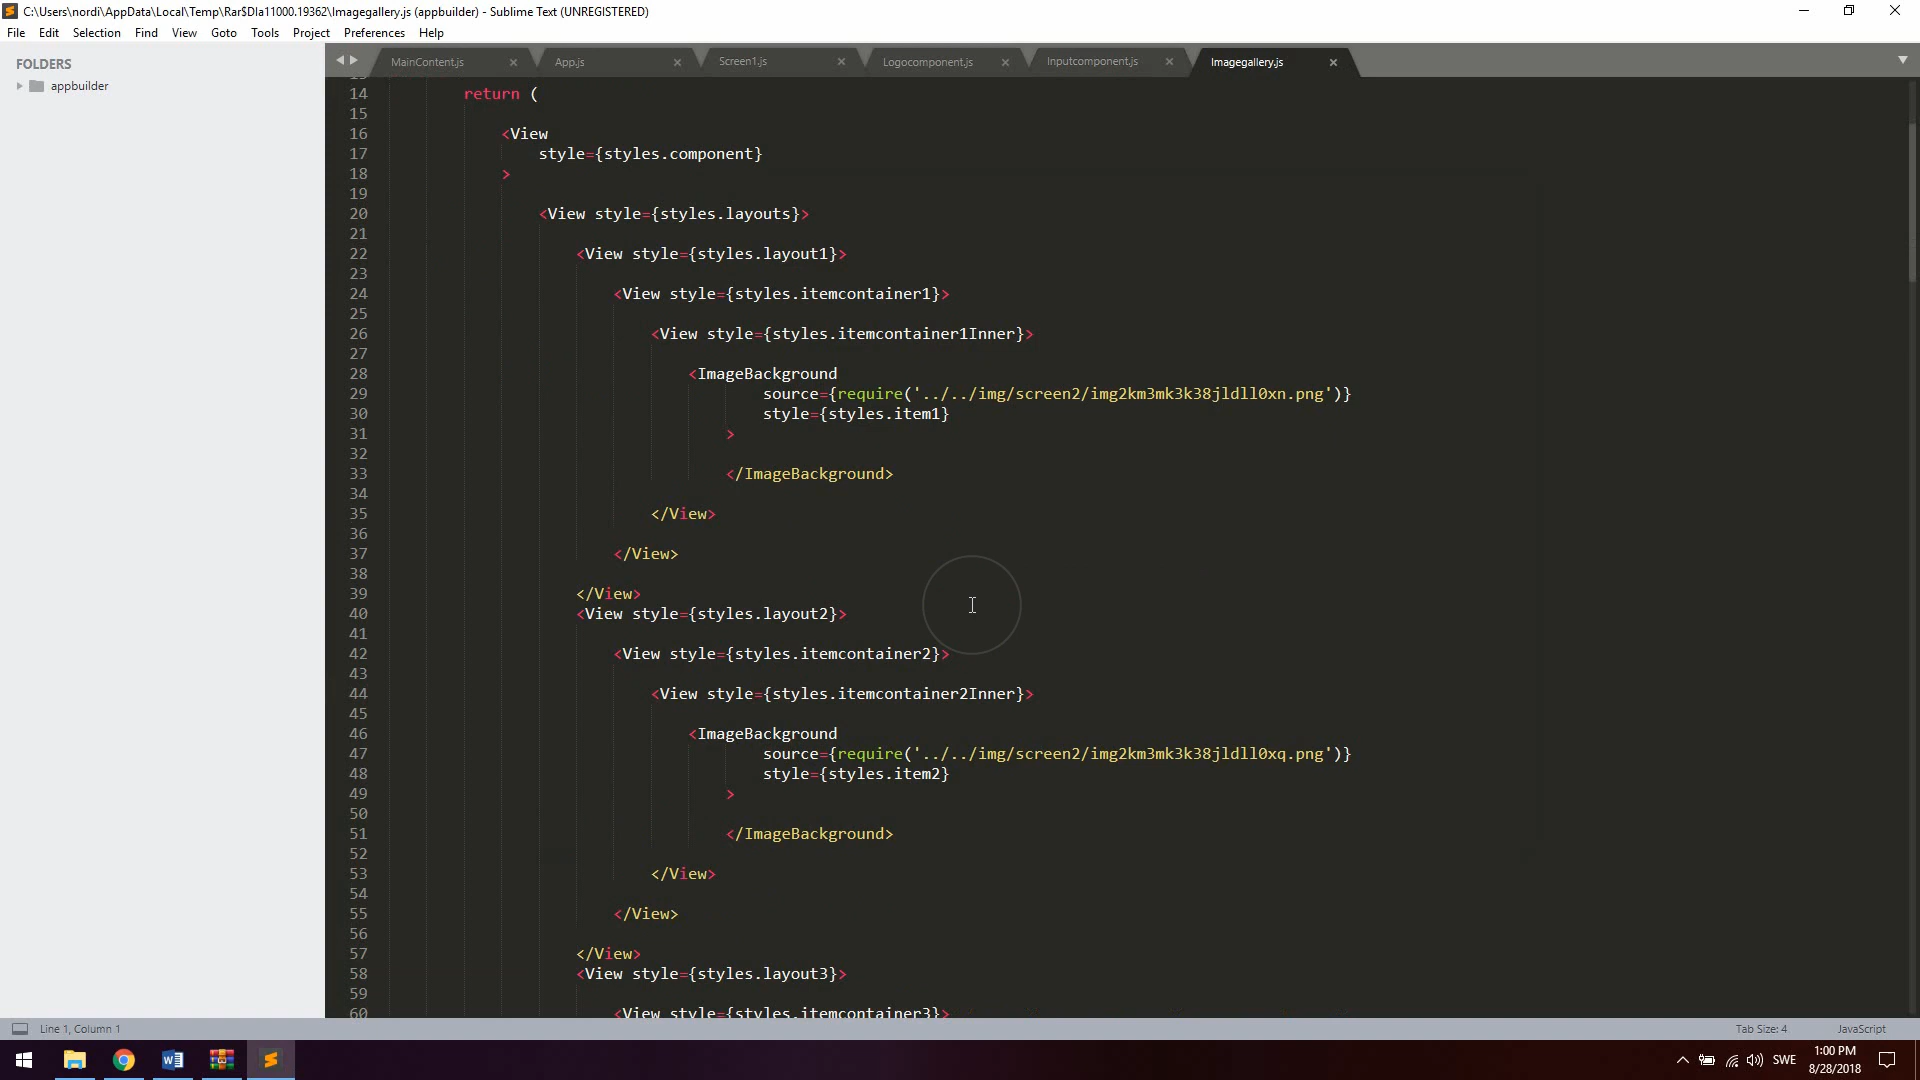 C:\Users\nordi\AppData\Local\Temp\Rar$DIa11000.19362\Imagegallery.js (appbuilder) - Sublime Text (UNREGISTERED)
File Edit Selection Find View Goto Tools Project Preferences Help
FOLDERS
appbuilder
MainContent.js App.js Screen1.js Logocomponent.js Inputcomponent.js Imagegallery.js
13
14 return (
15
16 <View
17 style={styles.component}
18 >
19
20 <View style={styles.layouts}>
21
22 <View style={styles.layout1}>
23
24 <View style={styles.itemcontainer1}>
25
26 <View style={styles.itemcontainer1Inner}>
27
28 <ImageBackground
29 source={require('../../img/screen2/img2km3mk3k38jldll0xn.png')}
30 style={styles.item1}
31 >
32
33 </ImageBackground>
34
35 </View>
36
37 </View>
38
39 </View>
40 <View style={styles.layout2}>
41
42 <View style={styles.itemcontainer2}>
43
44 <View style={styles.itemcontainer2Inner}>
45
46 <ImageBackground
47 source={require('../../img/screen2/img2km3mk3k38jldll0xq.png')}
48 style={styles.item2}
49 >
50
51 </ImageBackground>
52
53 </View>
54
55 </View>
56
57 </View>
58 <View style={styles.layout3}>
59
60 <View style={styles.itemcontainer3}>
Line 1, Column 1 Tab Size: 4 JavaScript
SWE 1:00 PM
8/28/2018